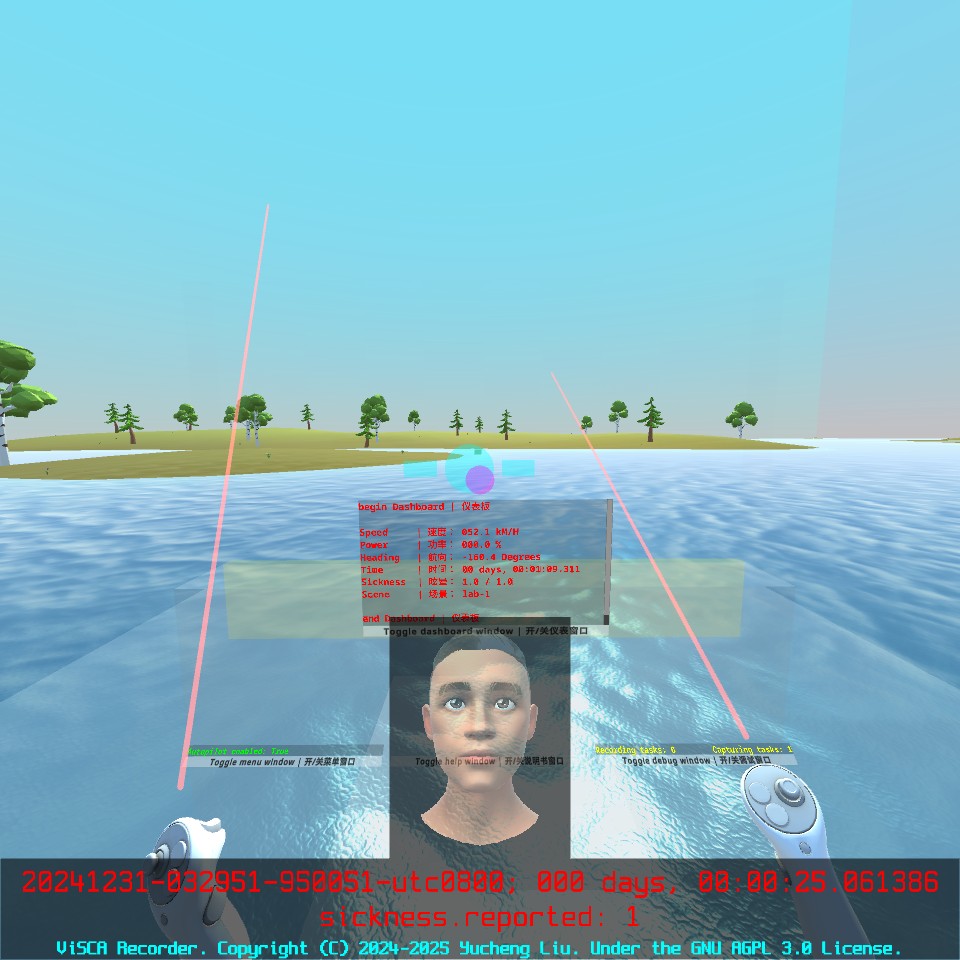 begin Dashboard | 仪表板
Speed | 速度: 052.1 kM/H
Power | 功率: 000.0 %
Heading | 航向: -160.4 Degrees
Time | 时间: 00 days, 00:01:09.311
Sickness | 眩晕: 1.0 / 1.0
Scene | 场景: lab-1
end Dashboard | 仪表板
Toggle dashboard window | 开/关仪表窗口
Autopilot enabled: True
Recording tasks: 6 Capturing tasks: 1
Toggle menu window | 开/关菜单窗口
Toggle help window | 开/关说明书窗口
Toggle debug window | 开/关调试窗口
20241231-032951-950051-utc0800; 000 days, 00:00:25.061386
sickness.reported: 1
ViSCA Recorder. Copyright (C) 2024-2025 Yucheng Liu. Under the GNU AGPL 3.0 License.